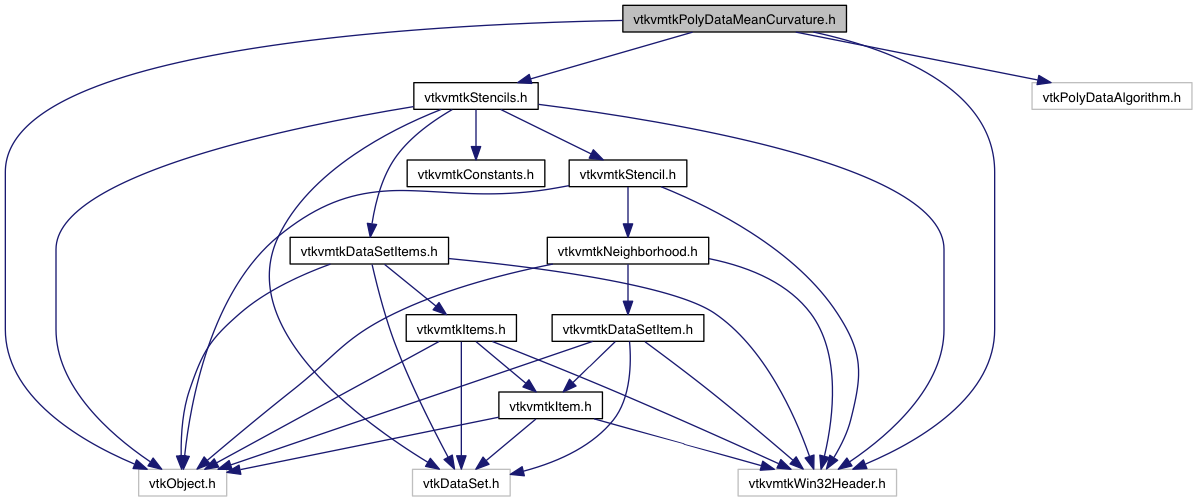 vtkvmtkPolyDataMeanCurvature.h
vtkvmtkStencils.h
vtkPolyDataAlgorithm.h
vtkvmtkConstants.h
vtkvmtkStencil.h
vtkvmtkDataSetItems.h
vtkvmtkNeighborhood.h
vtkvmtkItems.h
vtkvmtkDataSetItem.h
vtkvmtkItem.h
vtkObject.h
vtkDataSet.h
vtkvmtkWin32Header.h